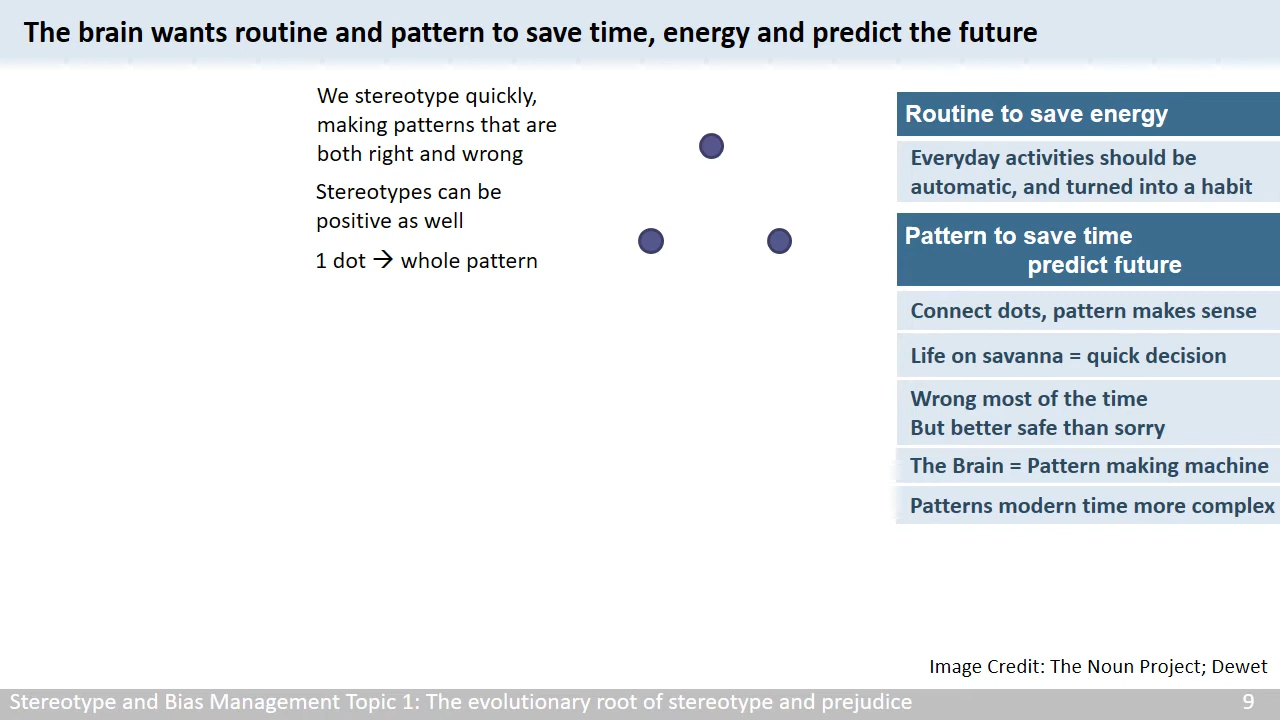 The brain wants routine and pattern to save time, energy and predict the future
We stereotype quickly,
making patterns that are
both right and wrong
Stereotypes can be
positive as well
1 dot → whole pattern
Routine to save energy
Everyday activities should be
automatic, and turned into a habit
Pattern to save time
predict future
Connect dots, pattern makes sense
Life on savanna = quick decision
Wrong most of the time
But better safe than sorry
The Brain = Pattern making machine
Patterns modern time more complex
Image Credit: The Noun Project; Dewet
Stereotype and Bias Management Topic 1: The evolutionary root of stereotype and prejudice 9